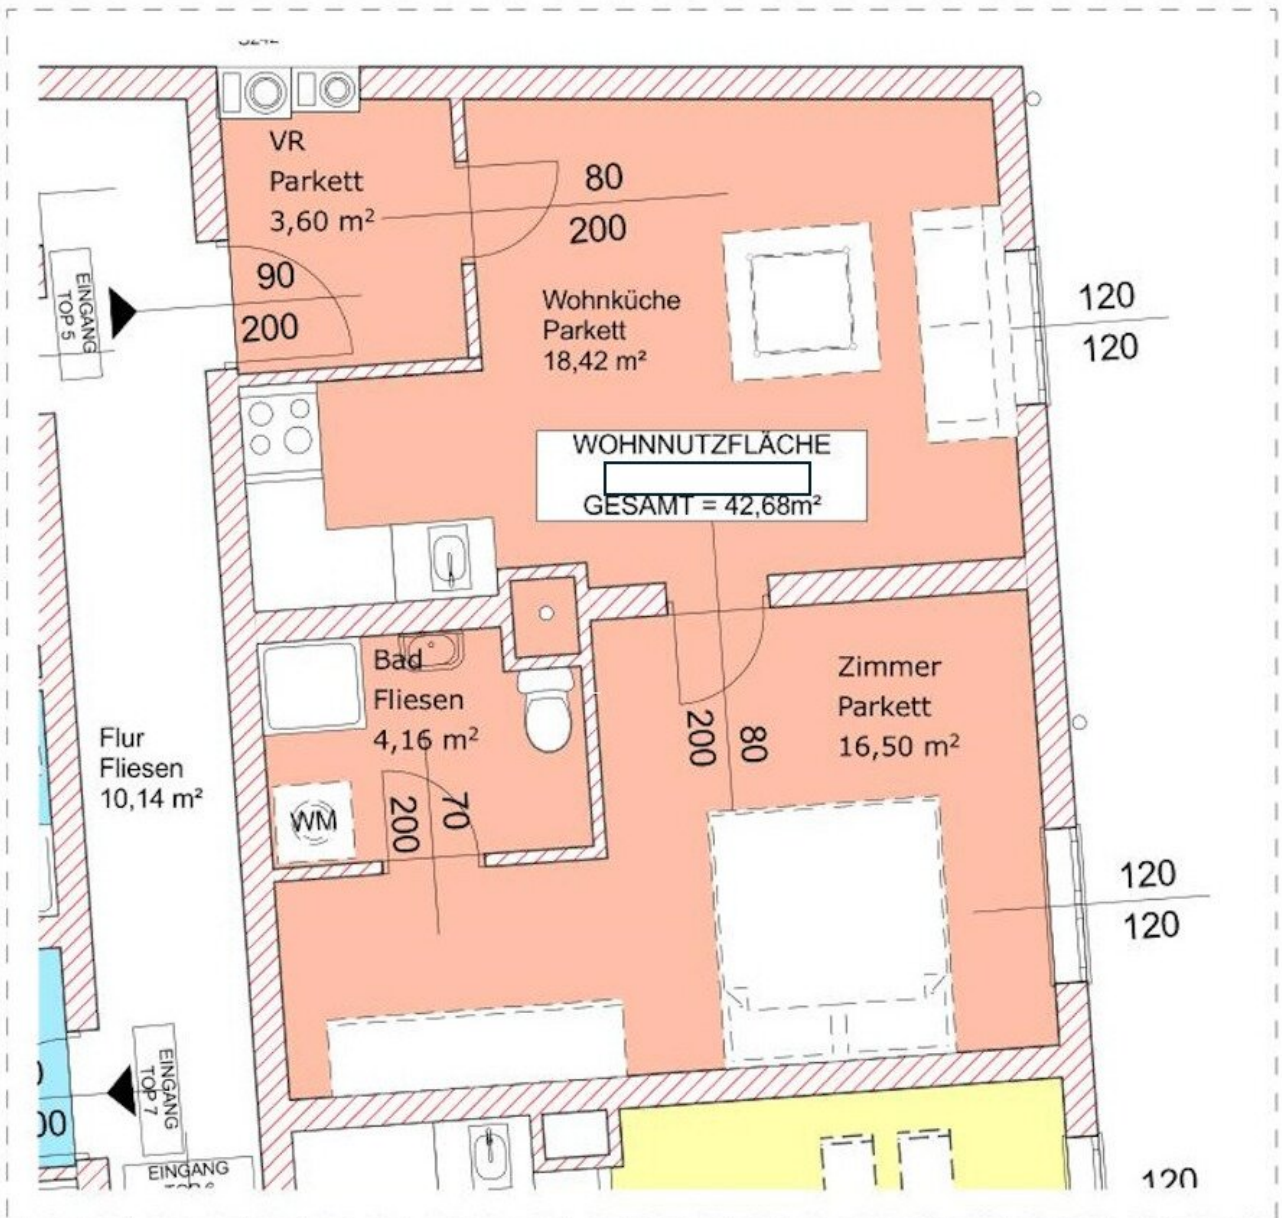 VR
Parkett
3,60 m²
80
200
90
200
EINGANG
TOP 5
Wohnküche
Parkett
18,42 m²
120
120
WOHNNUTZFLÄCHE
GESAMT = 42,68m²
Bad
Fliesen
4,16 m²
Zimmer
Parkett
16,50 m²
200
80
Flur
Fliesen
10,14 m²
WM
200
70
120
120
EINGANG
TOP 7
EINGANG
120